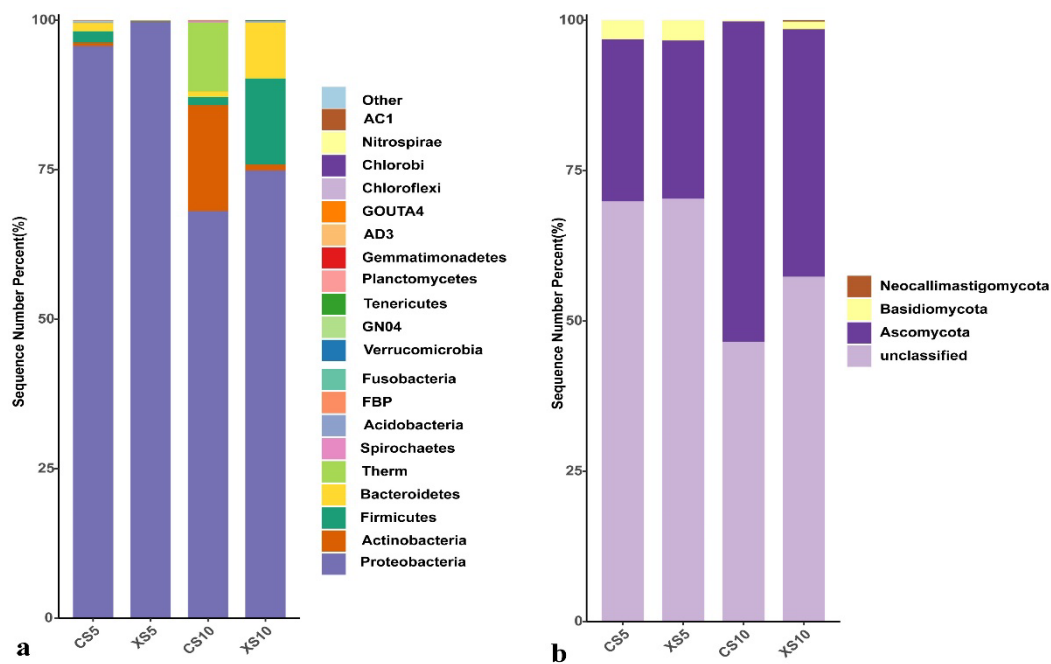 100
75
50
25
0
Sequence Number Percent(%)
CS5
XS5
CS10
XS10
Other
AC1
Nitrospirae
Chlorobi
Chloroflexi
GOUTA4
AD3
Gemmatimonadetes
Planctomycetes
Tenericutes
GN04
Verrucomicrobia
Fusobacteria
FBP
Acidobacteria
Spirochaetes
Therm
Bacteroidetes
Firmicutes
Actinobacteria
Proteobacteria
a
100
75
50
25
0
Sequence Number Percent(%)
CS5
XS5
CS10
XS10
Neocallimastigomycota
Basidiomycota
Ascomycota
unclassified
b